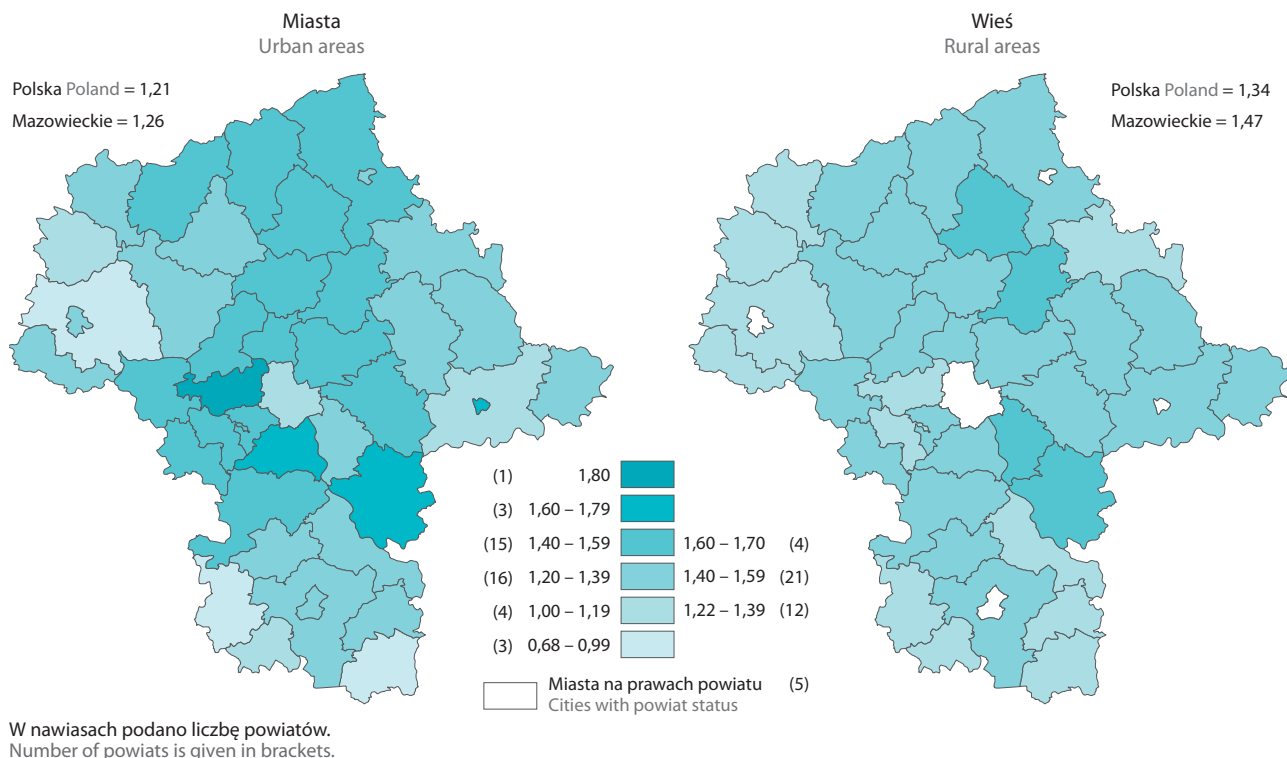 Miasta
Urban areas
Wieś
Rural areas
Polska Poland = 1,21
Mazowieckie = 1,26
Polska Poland = 1,34
Mazowieckie = 1,47
(1) 1,80
(3) 1,60 – 1,79
(15) 1,40 – 1,59 1,60 – 1,70 (4)
(16) 1,20 – 1,39 1,40 – 1,59 (21)
(4) 1,00 – 1,19 1,22 – 1,39 (12)
(3) 0,68 – 0,99
Miasta na prawach powiatu (5)
Cities with powiat status
W nawiasach podano liczbę powiatów.
Number of powiats is given in brackets.